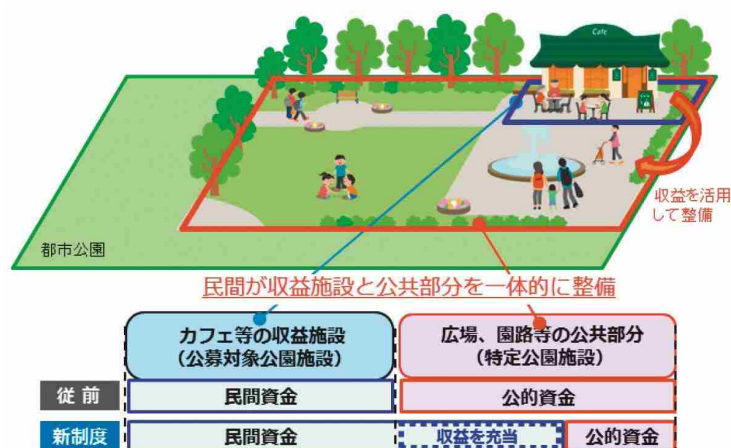 Cafe
収益を活用
して整備
都市公園
民間が収益施設と公共部分を一体的に整備
カフェ等の収益施設
（公募対象公園施設）
広場、園路等の公共部分
（特定公園施設）
従前
民間資金
公的資金
新制度
民間資金
収益を充当
公的資金